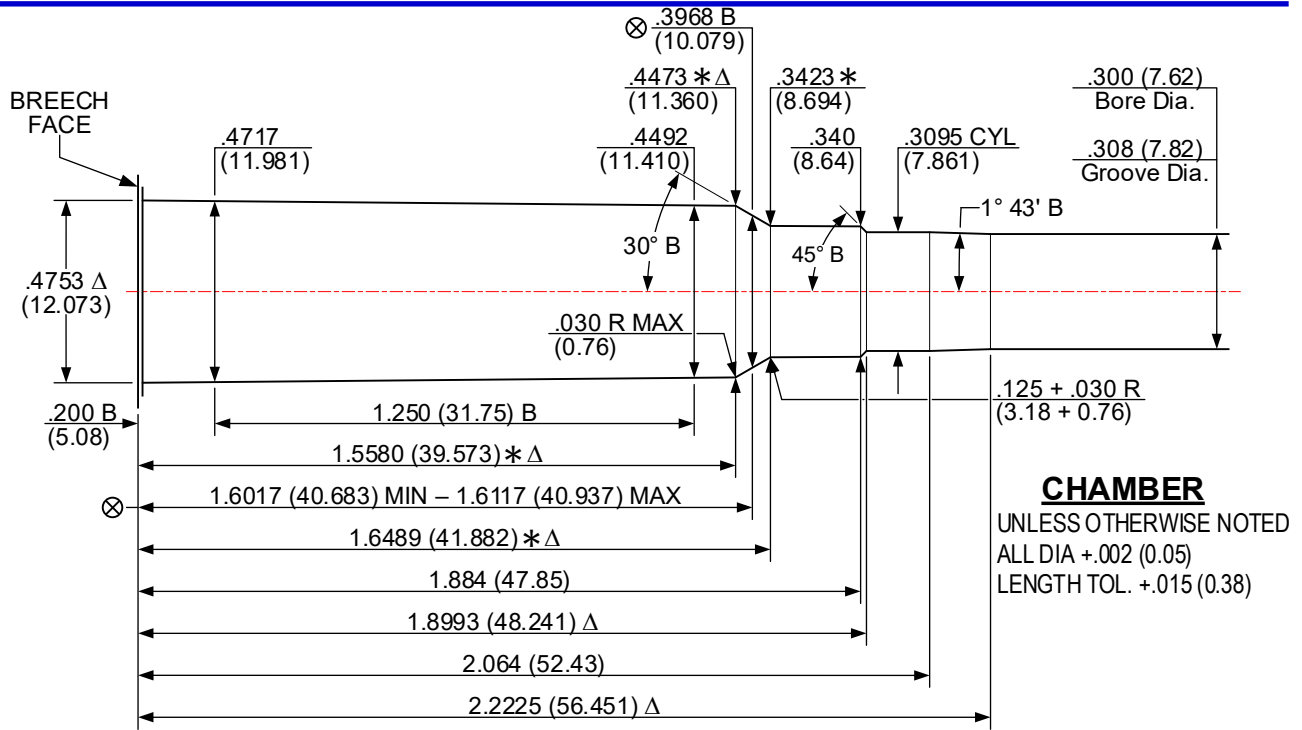 ⊗ .3968 B
(10.079)
.4473 ∗ Δ
(11.360)
.3423 ∗
(8.694)
.300 (7.62)
Bore Dia.
BREECH
FACE
.4717
(11.981)
.4492
(11.410)
.340
(8.64)
.3095 CYL
(7.861)
.308 (7.82)
Groove Dia.
1° 43' B
30° B
45° B
.4753 Δ
(12.073)
.030 R MAX
(0.76)
.125 + .030 R
(3.18 + 0.76)
.200 B
(5.08)
1.250 (31.75) B
1.5580 (39.573) ∗ Δ
⊗ 1.6017 (40.683) MIN – 1.6117 (40.937) MAX
1.6489 (41.882) ∗ Δ
1.884 (47.85)
1.8993 (48.241) Δ
2.064 (52.43)
2.2225 (56.451) Δ
CHAMBER
UNLESS OTHERWISE NOTED
ALL DIA +.002 (0.05)
LENGTH TOL. +.015 (0.38)